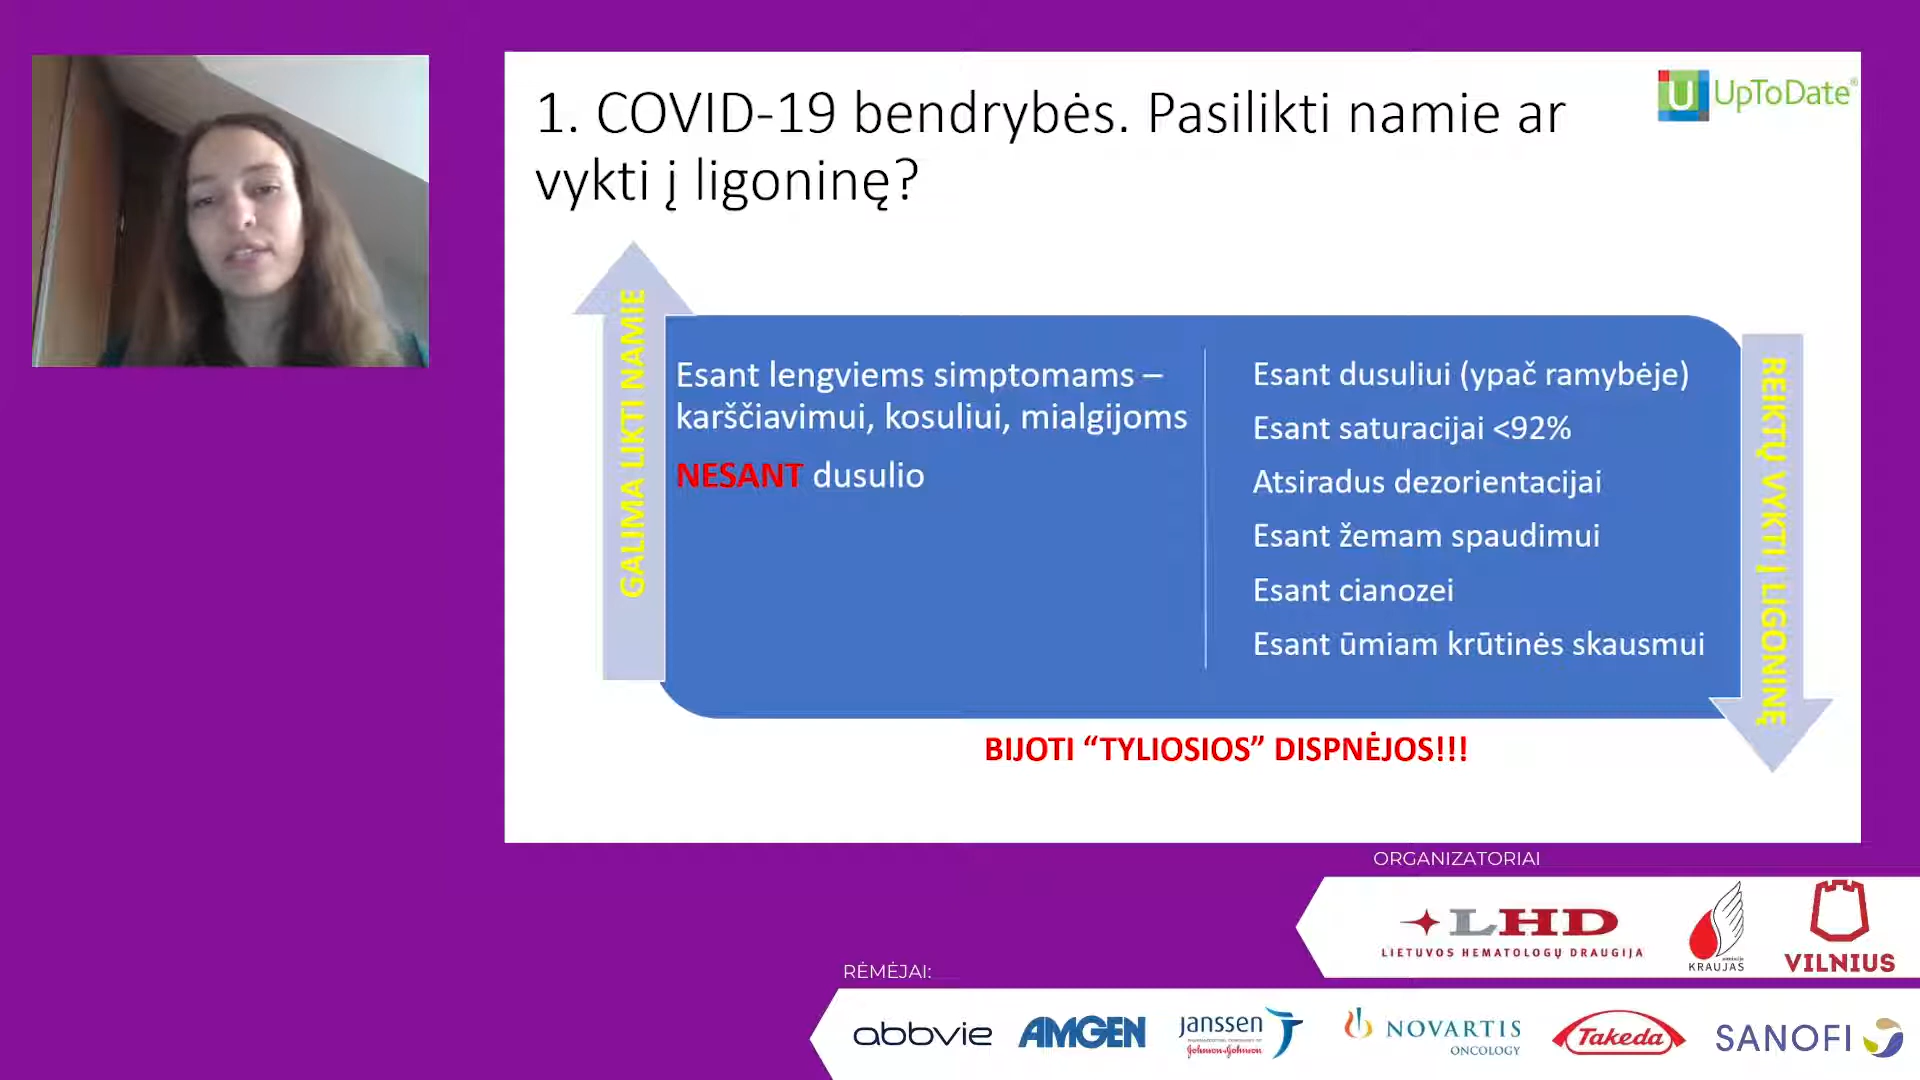 1. COVID-19 bendrybės. Pasilikti namie ar
vykti į ligoninę?
UpToDate®
GALIMA LIKTI NAMIE
Esant lengviems simptomams –
karščiavimui, kosuliui, mialgijoms
NESANT dusulio
Esant dusuliui (ypač ramybėje)
Esant saturacijai <92%
Atsiradus dezorientacijai
Esant žemam spaudimui
Esant cianozei
Esant ūmiam krūtinės skausmui
REIKTŲ VYKTI Į LIGONINĘ
BIJOTI “TYLIOSIOS” DISPNĖJOS!!!
ORGANIZATORIAI
LHD
LIETUVOS HEMATOLOGŲ DRAUGIJA
KRAUJAS
VILNIUS
RĖMĖJAI:
abbvie
AMGEN
janssen
Johnson & Johnson
NOVARTIS
ONCOLOGY
Takeda
SANOFI